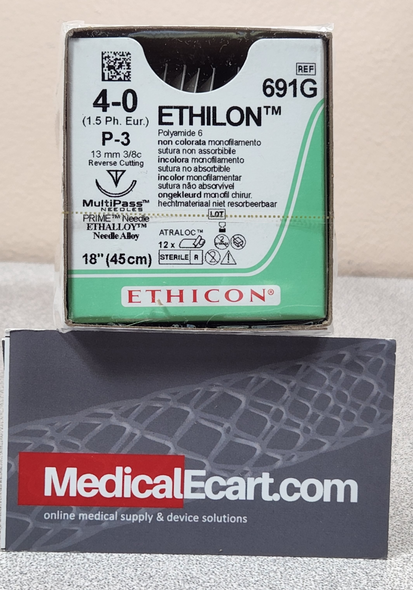 REF
691G
4-0
(1.5 Ph. Eur.)
P-3
13 mm 3/8c
Reverse Cutting
MultiPass™
NEEDLES
PRIME™ Needle
ETHALLOY™
Needle Alloy
18" (45cm)
ETHILON™
Polyamide 6
non colorata monofilamento
sutura non assorbibile
incolora monofilamento
sutura no absorbible
incolor monofilamentar
sutura não absorvível
ongekleurd monofil chirur.
hechtmateriaal niet resorbeerbaar
LOT
ATRALOC™
12 x
STERILE R
ETHICON®
MedicalEcart.com
online medical supply & device solutions